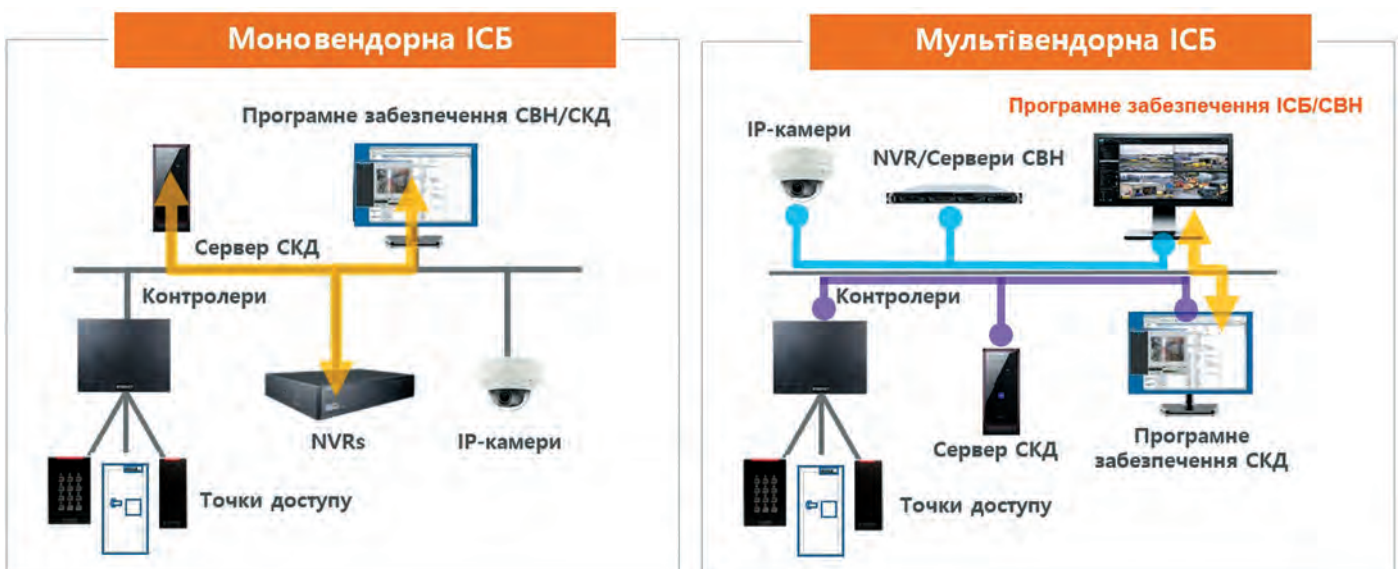 Моновендорна ІСБ
Програмне забезпечення СВН/СКД
Сервер СКД
Контролери
NVRs
IP-камери
Точки доступу
Мультівендорна ІСБ
Програмне забезпечення ІСБ/СВН
IP-камери
NVR/Сервери СВН
Контролери
Сервер СКД
Програмне
забезпечення СКД
Точки доступу